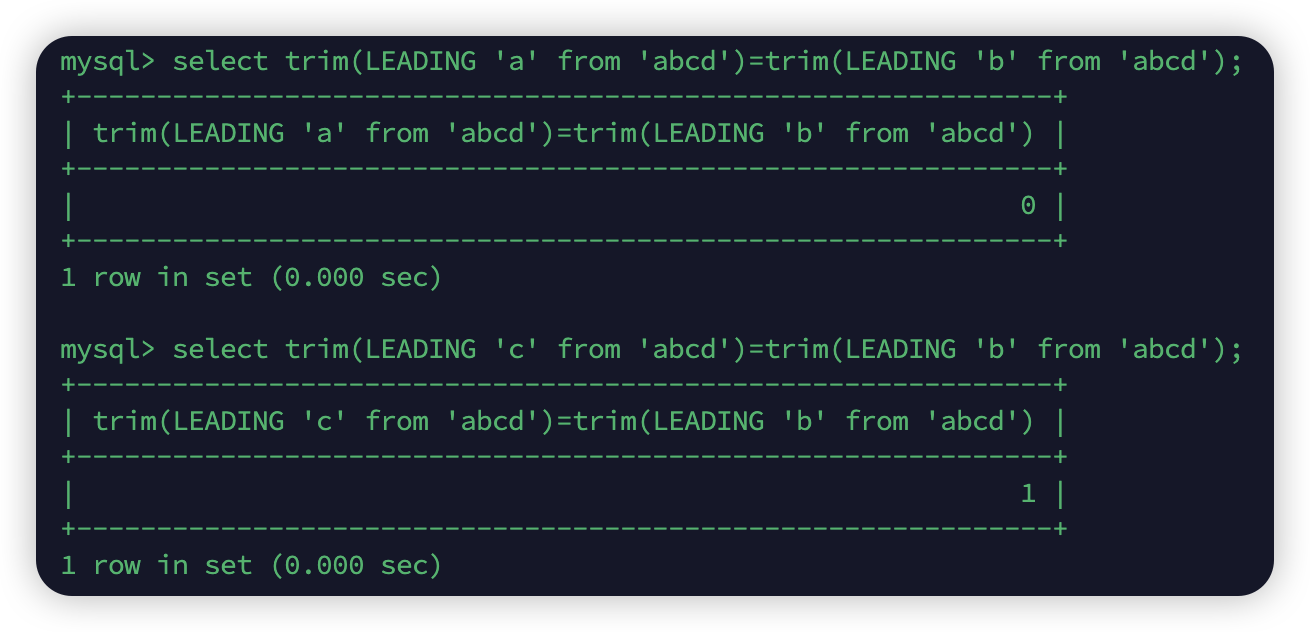 mysql> select trim(LEADING 'a' from 'abcd')=trim(LEADING 'b' from 'abcd');
+-------------------------------------------------------------+
| trim(LEADING 'a' from 'abcd')=trim(LEADING 'b' from 'abcd') |
+-------------------------------------------------------------+
|                                                           0 |
+-------------------------------------------------------------+
1 row in set (0.000 sec)

mysql> select trim(LEADING 'c' from 'abcd')=trim(LEADING 'b' from 'abcd');
+-------------------------------------------------------------+
| trim(LEADING 'c' from 'abcd')=trim(LEADING 'b' from 'abcd') |
+-------------------------------------------------------------+
|                                                           1 |
+-------------------------------------------------------------+
1 row in set (0.000 sec)